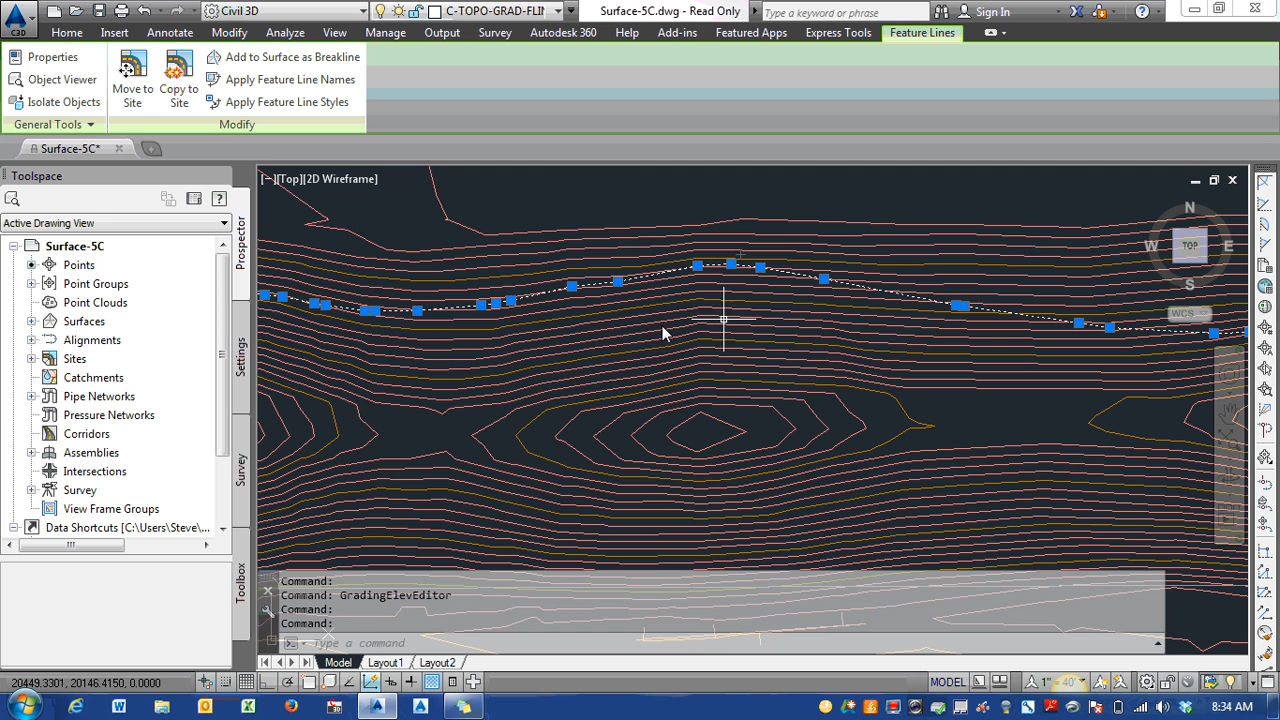 Civil 3D
C-TOPO-GRAD-FLIN
Surface-5C.dwg - Read Only
Type a keyword or phrase
Sign In
C3D
Home Insert Annotate Modify Analyze View Manage Output Survey Autodesk 360 Help Add-ins Featured Apps Express Tools Feature Lines
Properties
Object Viewer
Isolate Objects
Move to Site
Copy to Site
Add to Surface as Breakline
Apply Feature Line Names
Apply Feature Line Styles
General Tools
Modify
Surface-5C*
Toolspace
Active Drawing View
Surface-5C
Points
Point Groups
Point Clouds
Surfaces
Alignments
Sites
Catchments
Pipe Networks
Pressure Networks
Corridors
Assemblies
Intersections
Survey
View Frame Groups
Data Shortcuts [C:\Users\Steve\...
Prospector
Settings
Survey
Toolbox
[−][Top][2D Wireframe]
N
W TOP E
S
WCS
Command:
Command: GradingElevEditor
Command:
Command:
Type a command
Model Layout1 Layout2
20449.3301, 20146.4150, 0.0000
MODEL
1" = 40'
8:34 AM